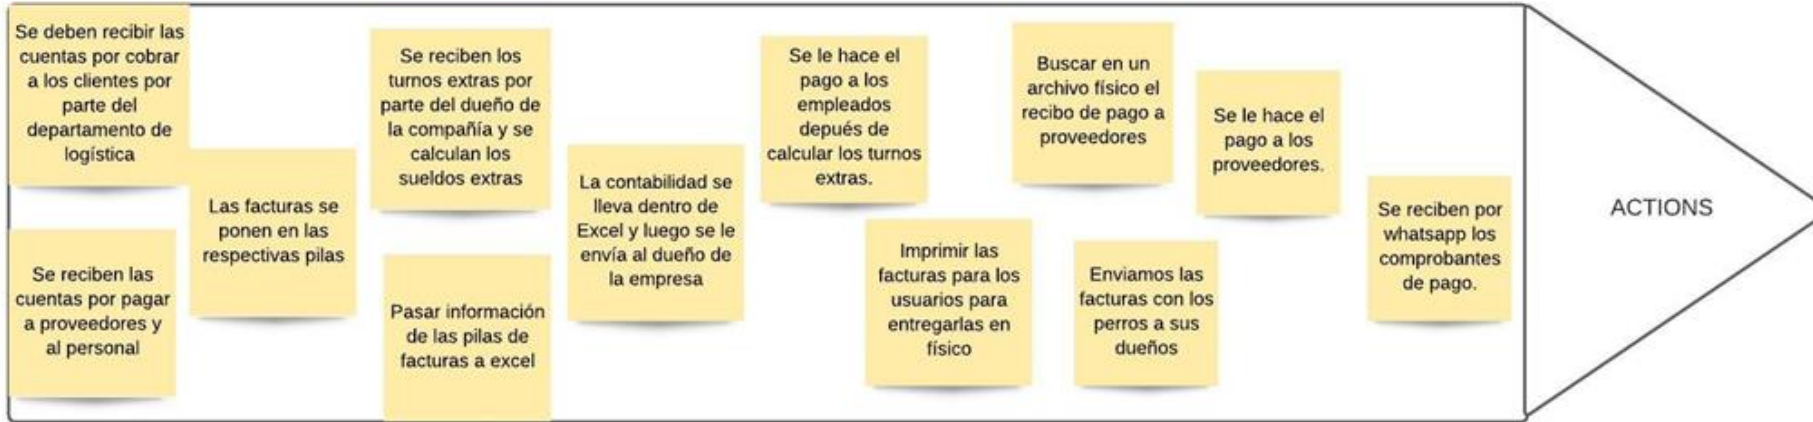 Se deben recibir las
cuentas por cobrar
a los clientes por
parte del
departamento de
logística
Se reciben las
cuentas por pagar
a proveedores y
al personal
Las facturas se
ponen en las
respectivas pilas
Se reciben los
turnos extras por
parte del dueño de
la compañía y se
calculan los
sueldos extras
Pasar información
de las pilas de
facturas a excel
La contabilidad se
lleva dentro de
Excel y luego se le
envía al dueño de
la empresa
Se le hace el
pago a los
empleados
depués de
calcular los turnos
extras.
Imprimir las
facturas para los
usuarios para
entregarlas en
físico
Buscar en un
archivo físico el
recibo de pago a
proveedores
Enviamos las
facturas con los
perros a sus
dueños
Se le hace el
pago a los
proveedores.
Se reciben por
whatsapp los
comprobantes
de pago.
ACTIONS